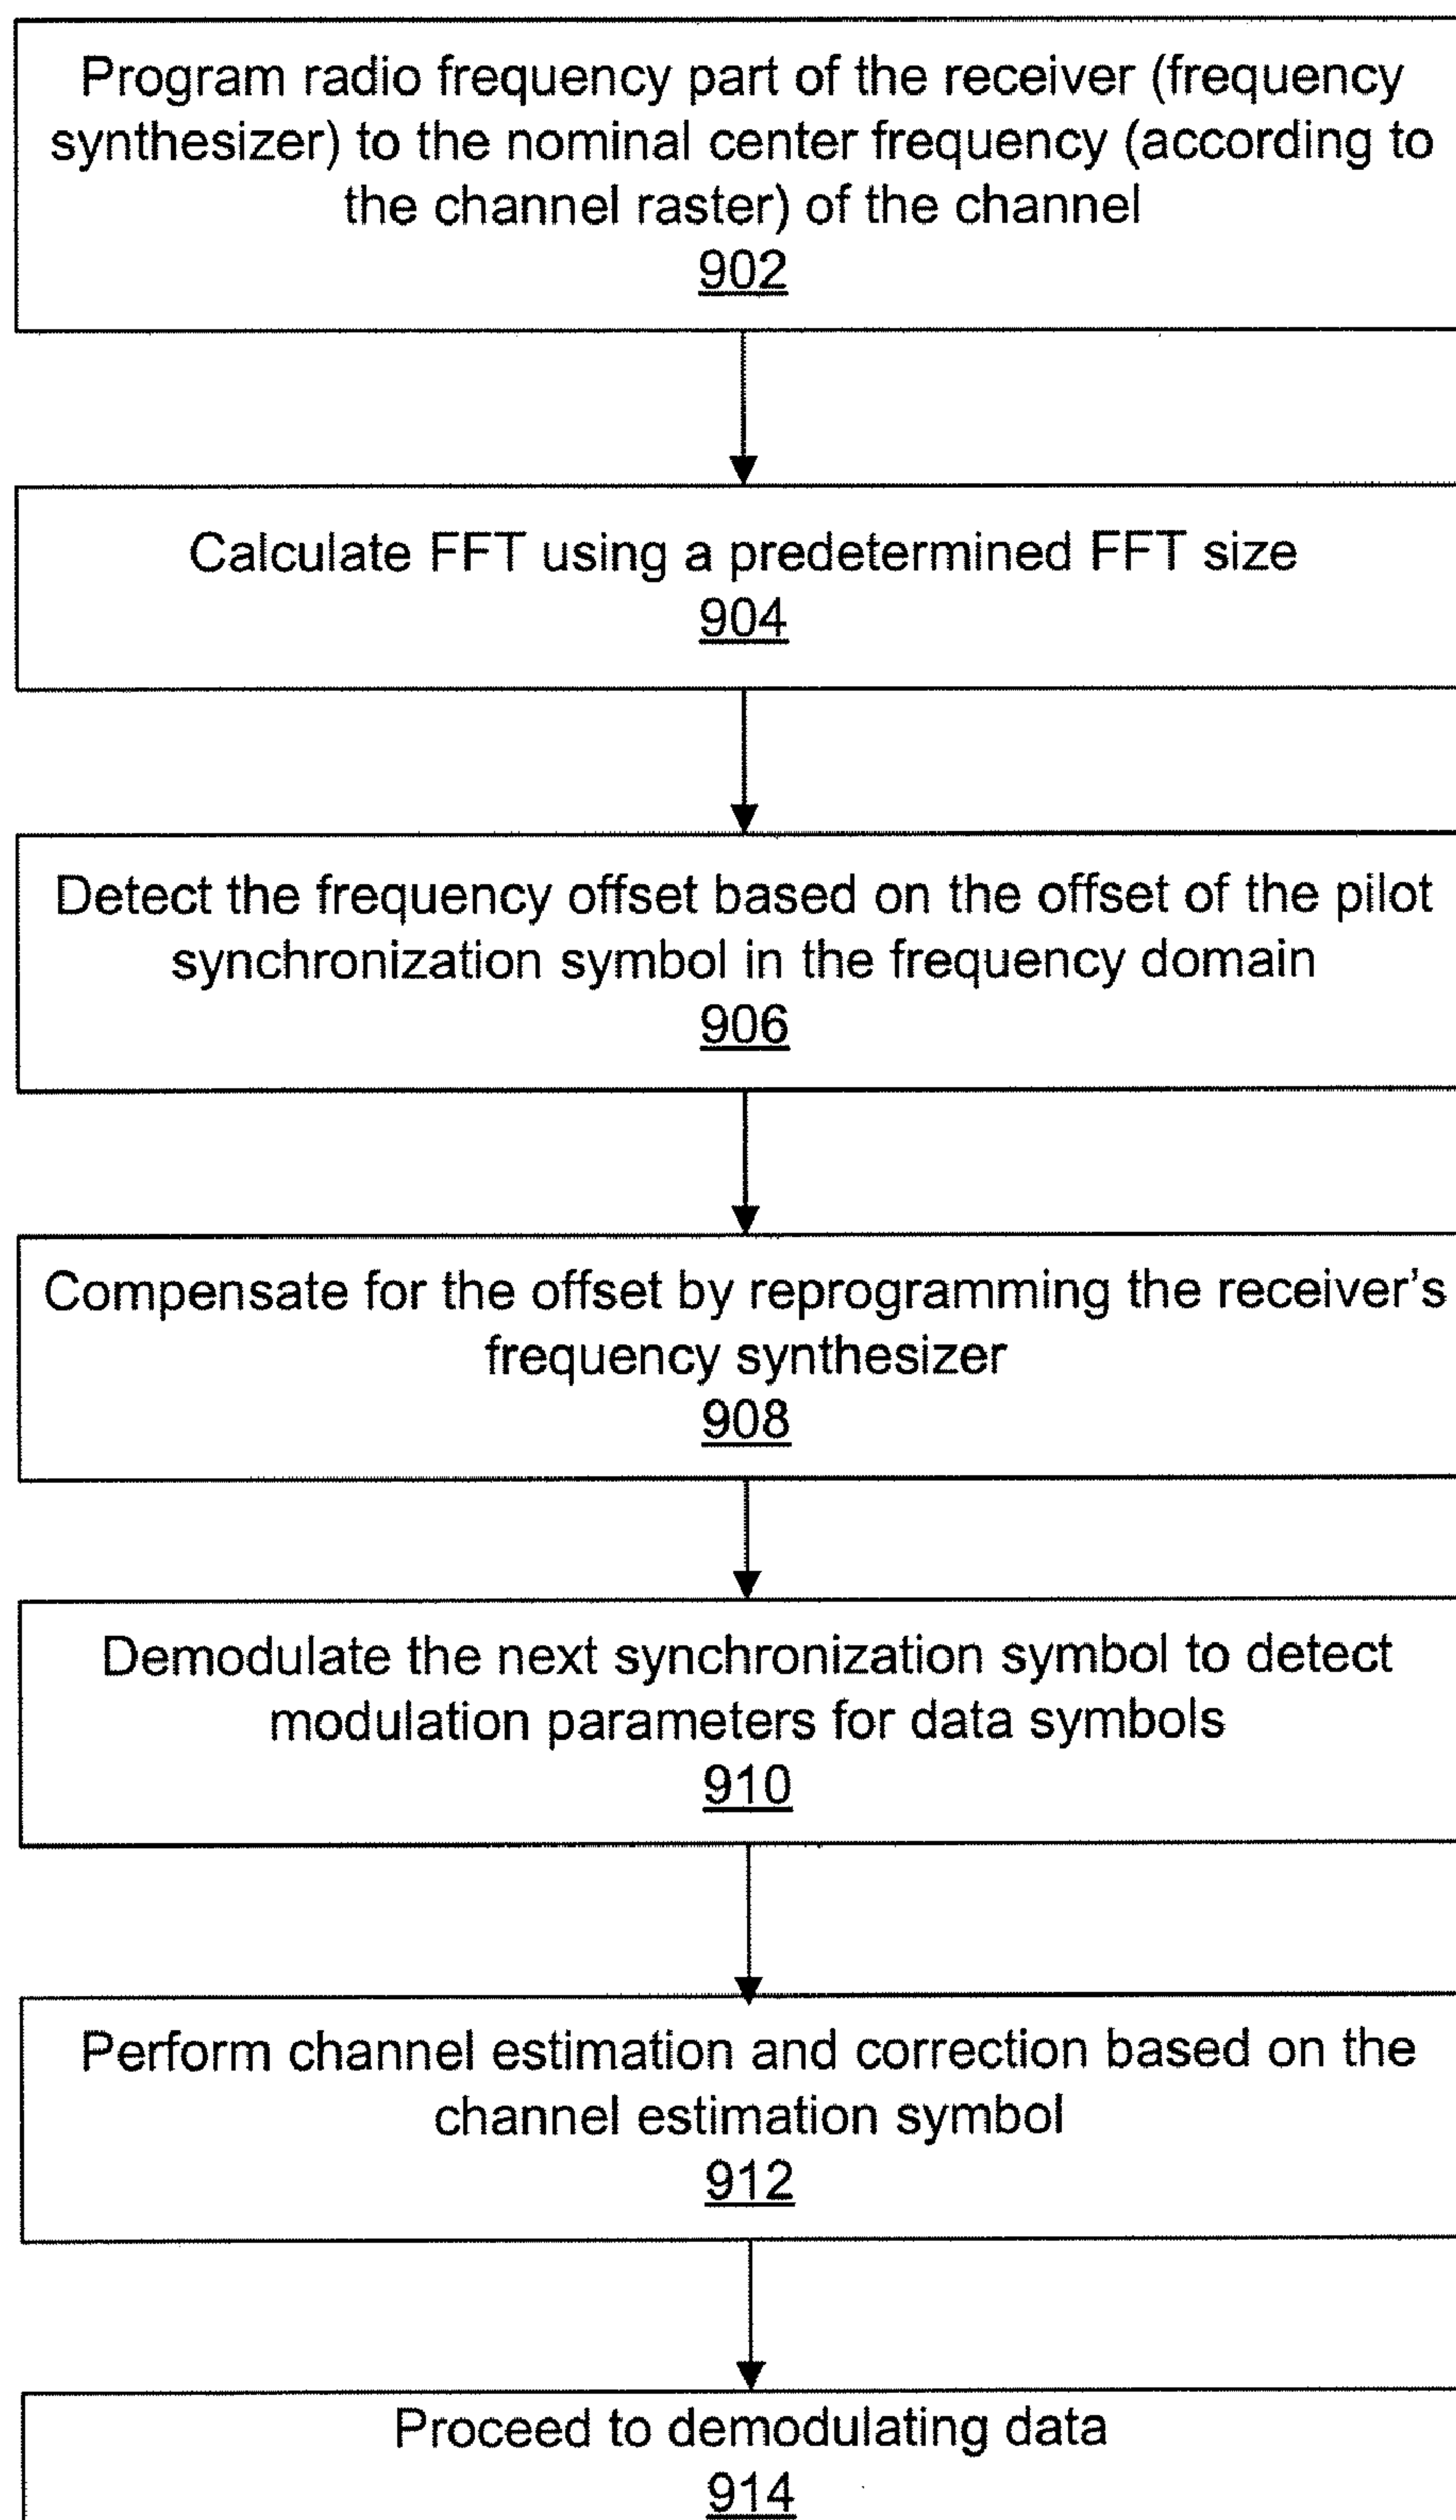 Program radio frequency part of the receiver (frequency
synthesizer) to the nominal center frequency (according to
the channel raster) of the channel
902
Calculate FFT using a predetermined FFT size
904
Detect the frequency offset based on the offset of the pilot
synchronization symbol in the frequency domain
906
Compensate for the offset by reprogramming the receiver's
frequency synthesizer
908
Demodulate the next synchronization symbol to detect
modulation parameters for data symbols
910
Perform channel estimation and correction based on the
channel estimation symbol
912
Proceed to demodulating data
914